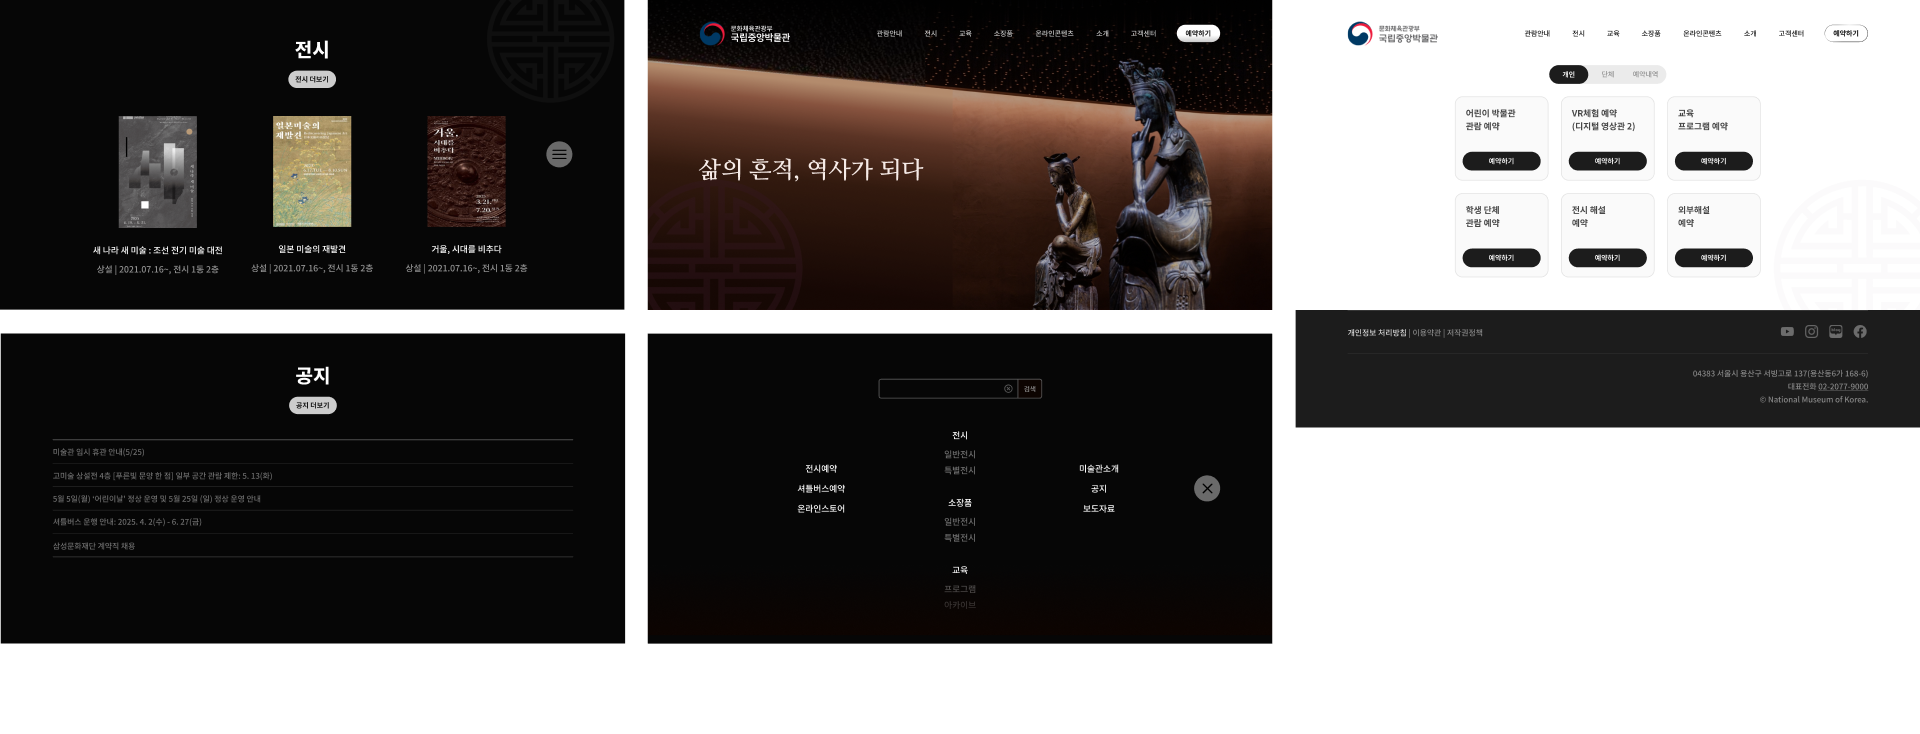 전시
전시 더보기
일본미술의
재발견
거울,
시대를
비추다
3.21.
7.20.
새 나라 새 미술 : 조선 전기 미술 대전
상설 | 2021.07.16~, 전시 1동 2층
일본 미술의 재발견
상설 | 2021.07.16~, 전시 1동 2층
거울, 시대를 비추다
상설 | 2021.07.16~, 전시 1동 2층
문화체육관광부
국립중앙박물관
관람안내
전시
교육
소장품
온라인콘텐츠
소개
고객센터
예약하기
삶의 흔적, 역사가 되다
문화체육관광부
국립중앙박물관
관람안내
전시
교육
소장품
온라인콘텐츠
소개
고객센터
예약하기
개인
단체
예약내역
어린이 박물관
관람 예약
예약하기
VR체험 예약
(디지털 영상관 2)
예약하기
교육
프로그램 예약
예약하기
학생 단체
관람 예약
예약하기
전시 해설
예약
예약하기
외부해설
예약
예약하기
개인정보 처리방침 | 이용약관 | 저작권정책
04383 서울시 용산구 서빙고로 137(용산동6가 168-6)
대표전화 02-2077-9000
© National Museum of Korea.
공지
공지 더보기
미술관 임시 휴관 안내(5/25)
고미술 상설전 4층 [푸른빛 문양 한 점] 일부 공간 관람 제한: 5. 13(화)
5월 5일(월) '어린이날' 정상 운영 및 5월 25일 (일) 정상 운영 안내
셔틀버스 운행 안내: 2025. 4. 2(수) - 6. 27(금)
삼성문화재단 계약직 채용
검색
전시예약
셔틀버스예약
온라인스토어
전시
일반전시
특별전시
소장품
일반전시
특별전시
교육
프로그램
아카이브
미술관소개
공지
보도자료